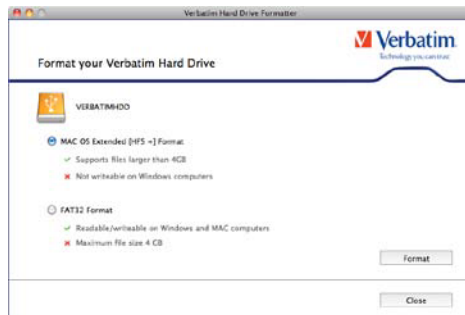 Verbatim Hard Drive Formatter
Verbatim
Technology you can trust
Format your Verbatim Hard Drive
VERBATIMHDD
MAC OS Extended [HFS +] Format
Supports files larger than 4GB
Not writeable on Windows computers
FAT32 Format
Readable/writeable on Windows and MAC computers
Maximum file size 4 GB
Format
Close